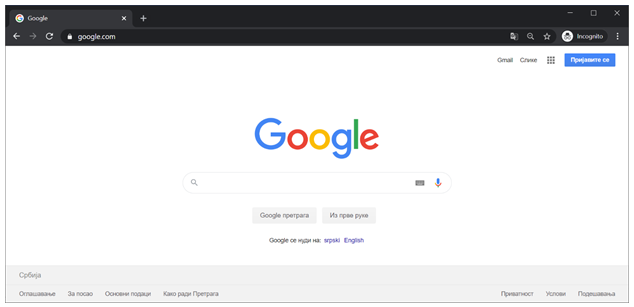 Google
google.com
Incognito
Gmail Слике Пријавите се
Google
Google претрага Из прве руке
Google се нуди на: srpski English
Србија
Оглашавање За посао Основни подаци Како ради Претрага Приватност Услови Подешавања